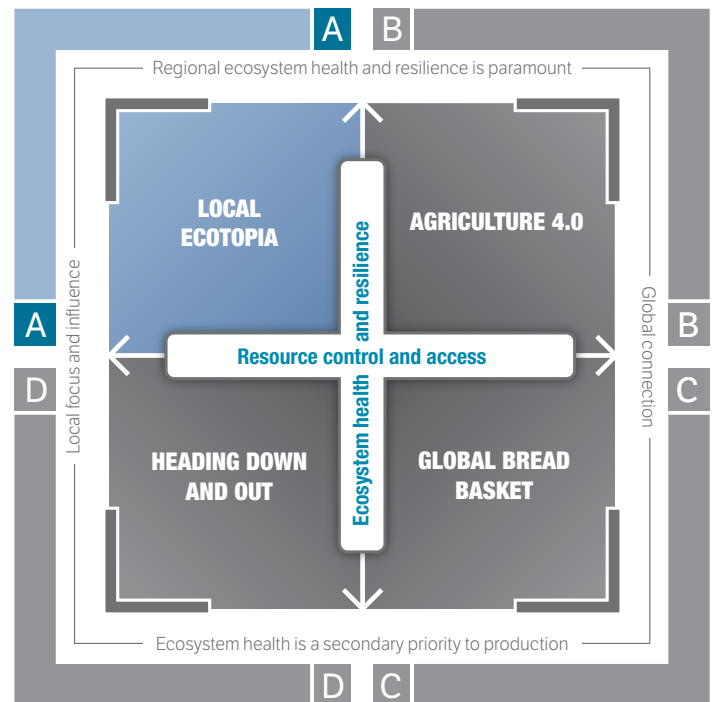 A B
Regional ecosystem health and resilience is paramount
LOCAL
ECOTOPIA
AGRICULTURE 4.0
Local focus and influence
Global connection
A
B
Resource control and access
Ecosystem health and resilience
D
C
HEADING DOWN
AND OUT
GLOBAL BREAD
BASKET
Ecosystem health is a secondary priority to production
D C